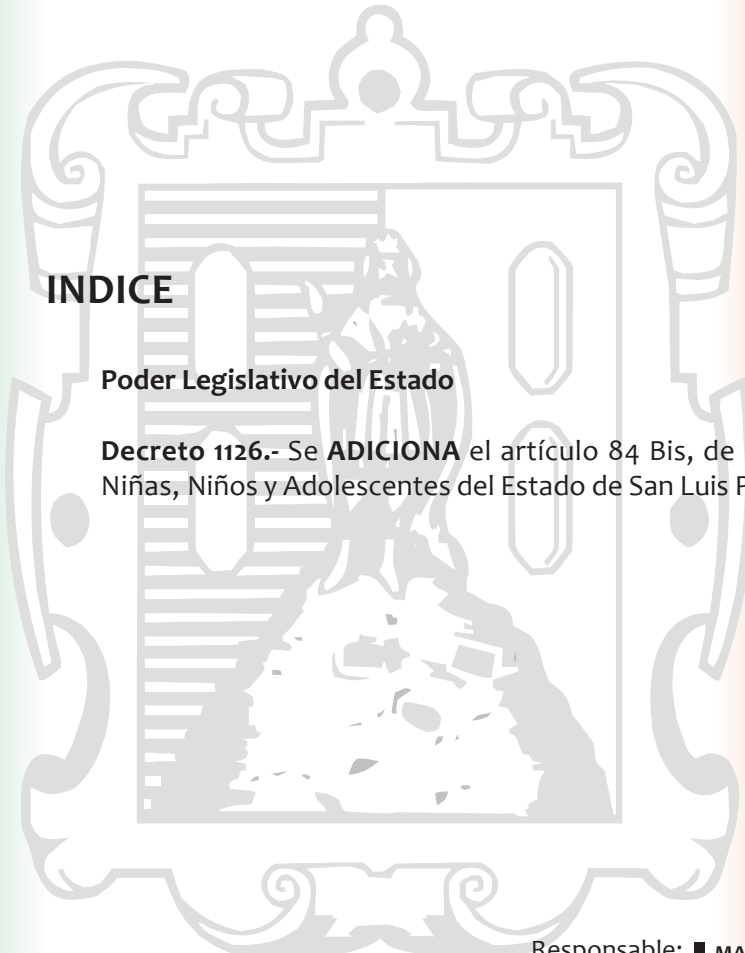 INDICE
Poder Legislativo del Estado
Decreto 1126.- Se ADICIONA el artículo 84 Bis, de
Niñas, Niños y Adolescentes del Estado de San Luis
Responsable: